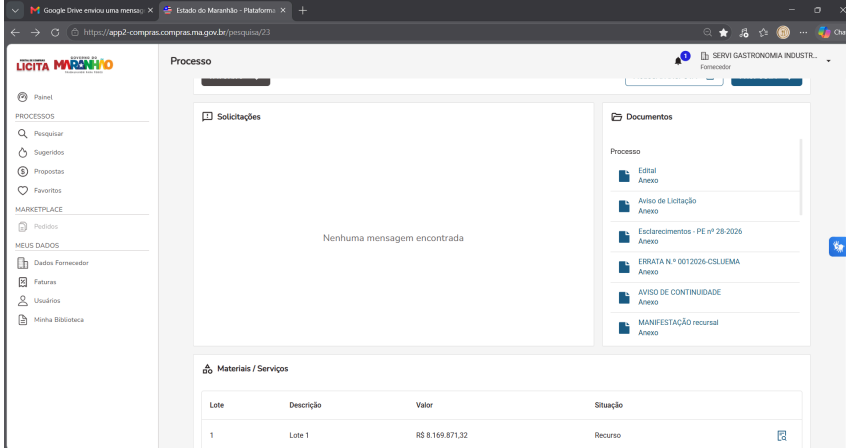 Google Drive enviou uma mensag
Estado do Maranhão - Plataforma
https://app2-compras.compras.ma.gov.br/pesquisa/23
Cha
GOVERNO DO
LICITA MARANHÃO
Processo
1
SERVI GASTRONOMIA INDUSTR...
Fornecedor
Painel
PROCESSOS
Pesquisar
Sugeridos
Propostas
Favoritos
MARKETPLACE
Pedidos
MEUS DADOS
Dados Fornecedor
Faturas
Usuários
Minha Biblioteca
Solicitações
Nenhuma mensagem encontrada
Documentos
Processo
Edital
Anexo
Aviso de Licitação
Anexo
Esclarecimentos - PE nº 28-2026
Anexo
ERRATA N.º 0012026-CSLUEMA
Anexo
AVISO DE CONTINUIDADE
Anexo
MANIFESTAÇÃO recursal
Anexo
Materiais / Serviços
Lote Descrição Valor Situação
1 Lote 1 R$ 8.169.871,32 Recurso